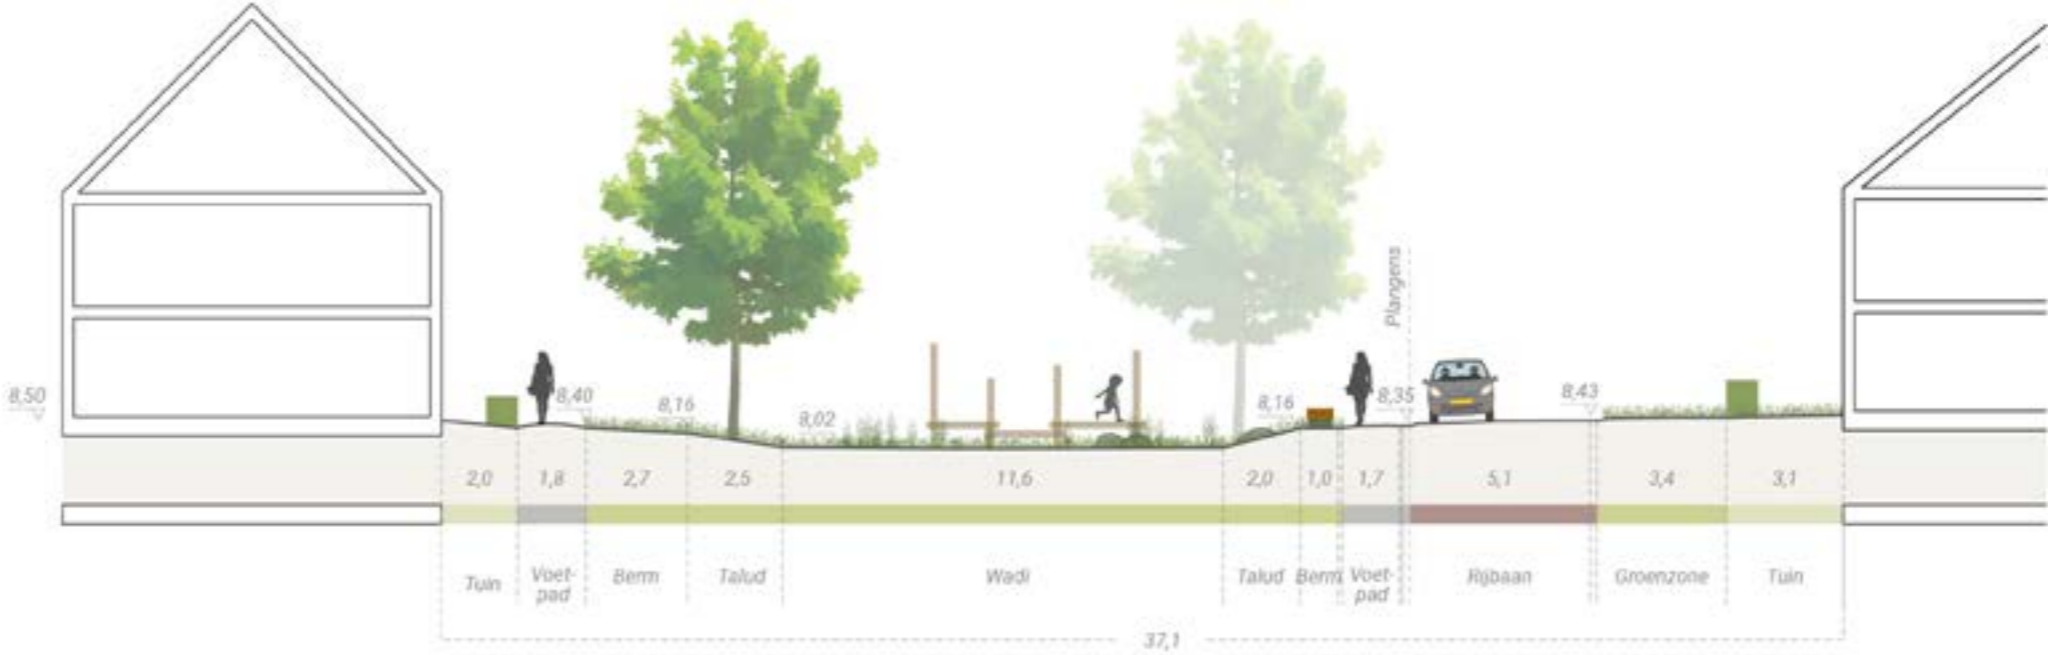 Plangens
8,50
8,40
8,16
8,02
8,16
8,35
8,43
2,0 1,8 2,7 2,5 11,6 2,0 1,0 1,7 5,1 3,4 3,1
Tuin Voet- Berm Talud Wadi Talud Berm Voet- Rijbaan Groenzone Tuin
pad pad
37,1